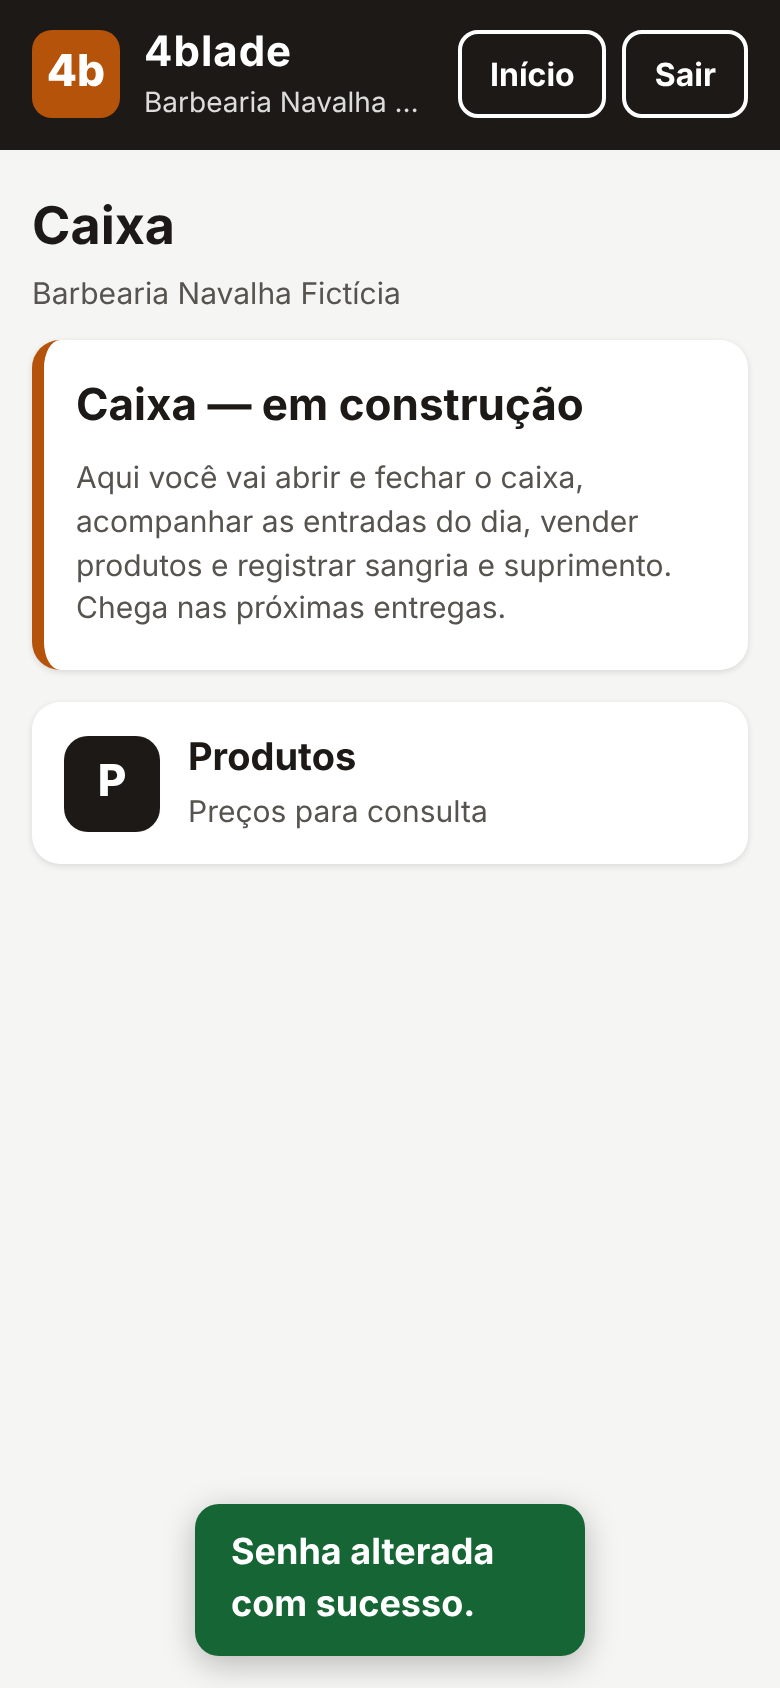 4b
4blade
Barbearia Navalha ...
Início
Sair
Caixa
Barbearia Navalha Fictícia
Caixa — em construção
Aqui você vai abrir e fechar o caixa,
acompanhar as entradas do dia, vender
produtos e registrar sangria e suprimento.
Chega nas próximas entregas.
P
Produtos
Preços para consulta
Senha alterada
com sucesso.